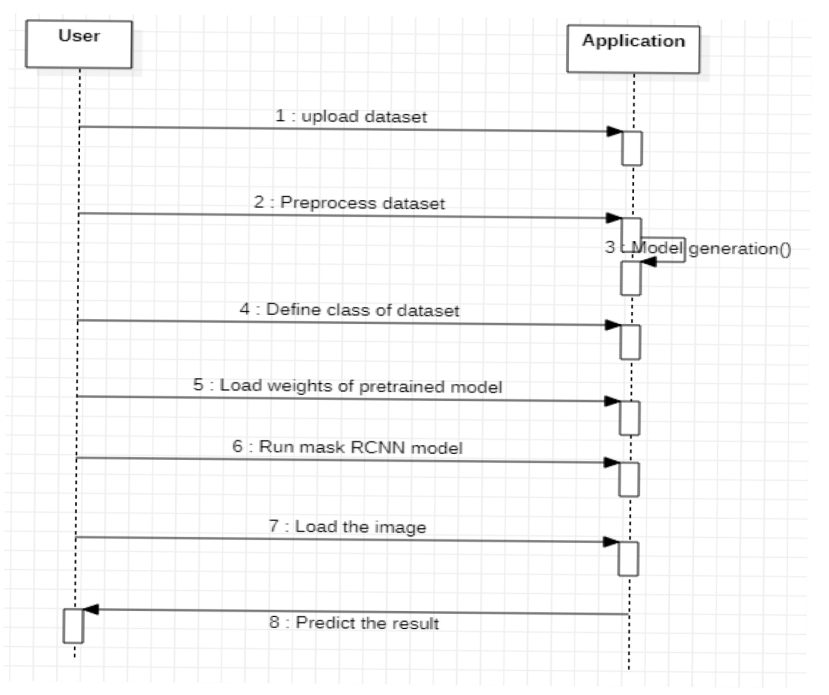 User
Application
1 : upload dataset
2 : Preprocess dataset
3 : Model generation()
4 : Define class of dataset
5 : Load weights of pretrained model
6 : Run mask RCNN model
7 : Load the image
8 : Predict the result